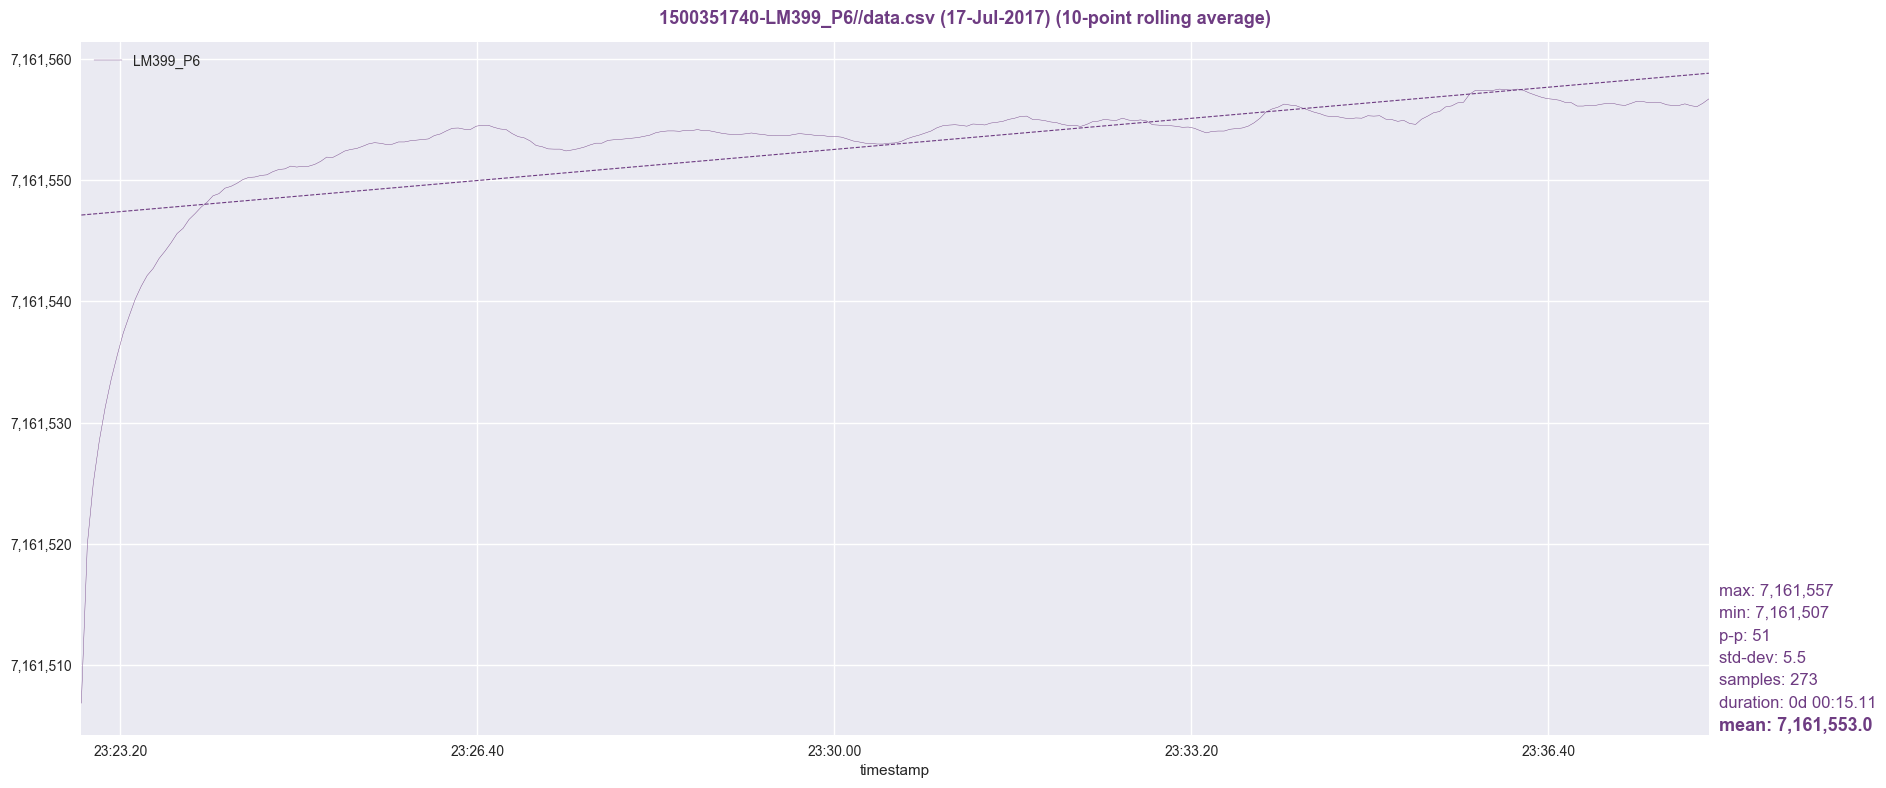 1500351740-LM399_P6//data.csv (17-Jul-2017) (10-point rolling average)
LM399_P6
7,161,560
7,161,550
7,161,540
7,161,530
7,161,520
7,161,510
23:23.20
23:26.40
23:30.00
23:33.20
23:36.40
timestamp
max: 7,161,557
min: 7,161,507
p-p: 51
std-dev: 5.5
samples: 273
duration: 0d 00:15.11
mean: 7,161,553.0